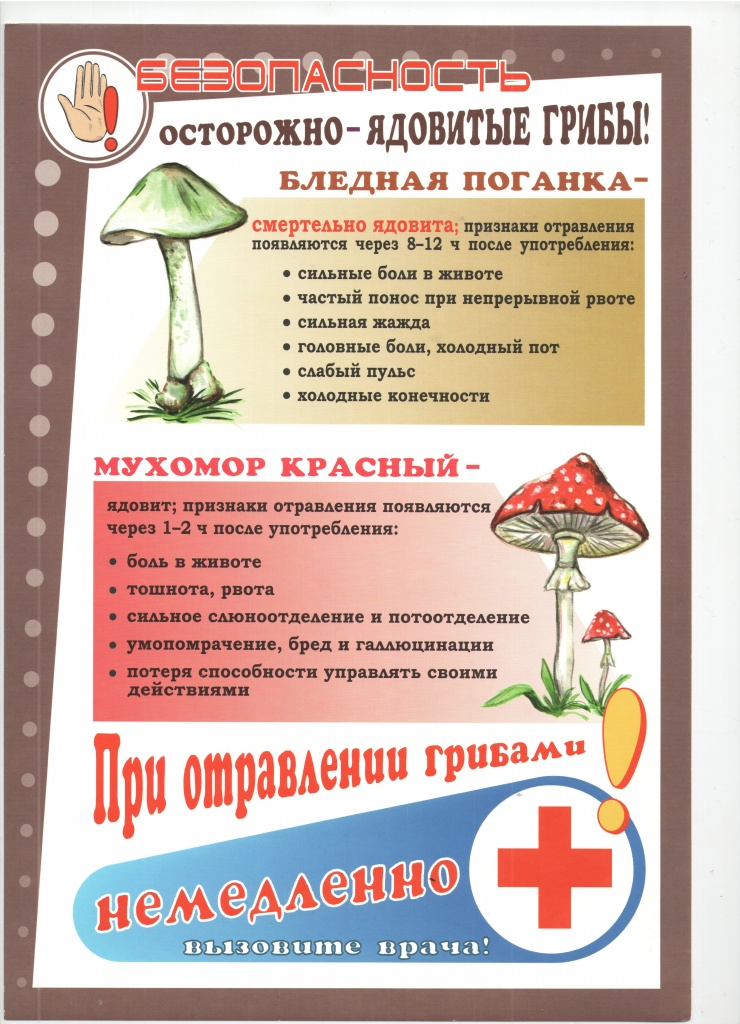 БЕЗОПАСНОСТЬ
ОСТОРОЖНО – ЯДОВИТЫЕ ГРИБЫ!
БЛЕДНАЯ ПОГАНКА –
смертельно ядовита; признаки отравления
появляются через 8–12 ч после употребления:
• сильные боли в животе
• частый понос при непрерывной рвоте
• сильная жажда
• головные боли, холодный пот
• слабый пульс
• холодные конечности
МУХОМОР КРАСНЫЙ –
ядовит; признаки отравления появляются
через 1–2 ч после употребления:
• боль в животе
• тошнота, рвота
• сильное слюноотделение и потоотделение
• умопомрачение, бред и галлюцинации
• потеря способности управлять своими
действиями
При отравлении грибами
немедленно
вызовите врача!